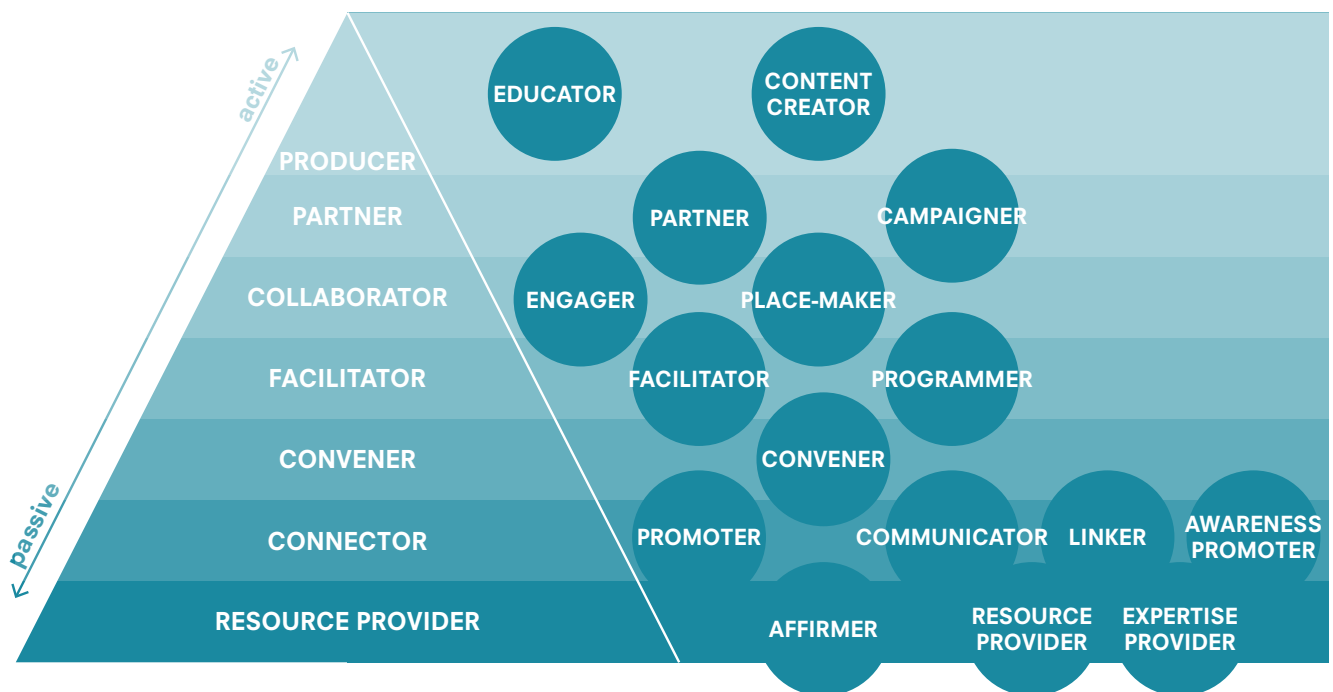 active
passive
PRODUCER
PARTNER
COLLABORATOR
FACILITATOR
CONVENER
CONNECTOR
RESOURCE PROVIDER
EDUCATOR
CONTENT
CREATOR
PARTNER
CAMPAIGNER
ENGAGER
PLACE-MAKER
FACILITATOR
PROGRAMMER
CONVENER
PROMOTER
COMMUNICATOR
LINKER
AWARENESS
PROMOTER
AFFIRMER
RESOURCE
PROVIDER
EXPERTISE
PROVIDER